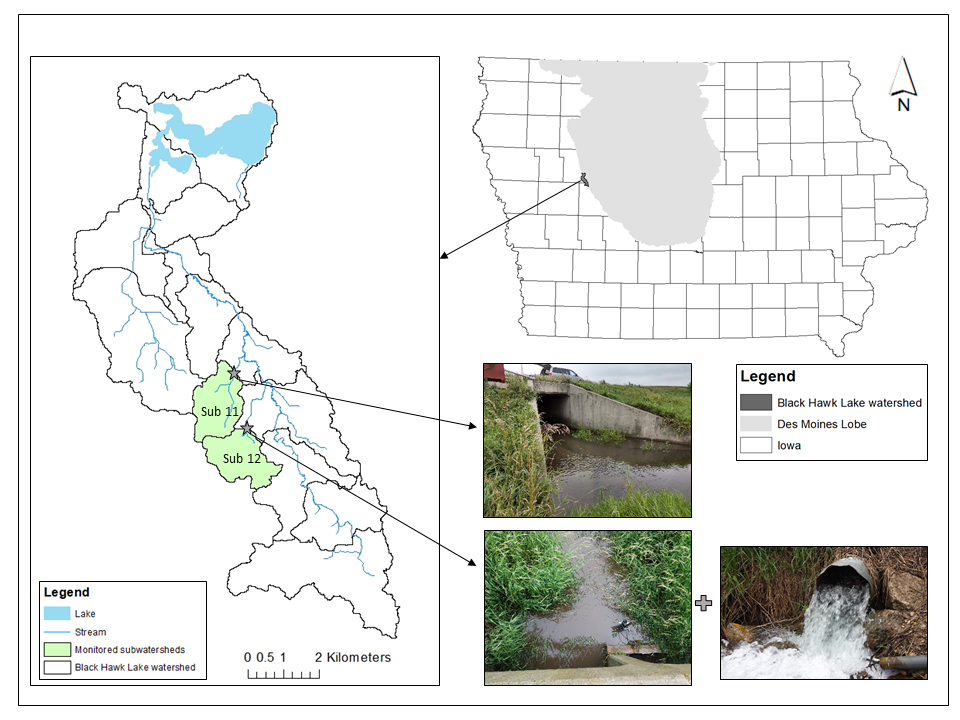 N
Sub 11
Sub 12
Legend
Black Hawk Lake watershed
Des Moines Lobe
Iowa
Legend
Lake
Stream
Monitored subwatersheds
Black Hawk Lake watershed
0 0.5 1 2 Kilometers